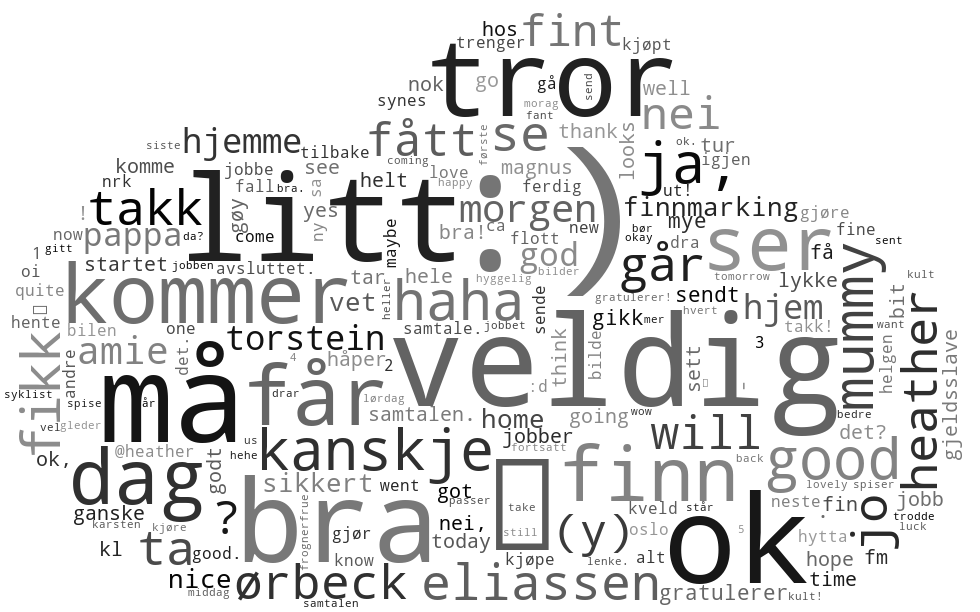 hos fint
trenger kjøpt
tror
nok go gå send well
synes morag nei
fant
siste hjemme fått se thank looks ok. tur
tilbake coming første ja, igjen
komme jobbe see love magnus
nrk fall bra. sa helt happy ferdig ut!
! takk litt :) morgen finnmarking gjøre
gøy yes ny ca new bør mye
now pappa da? come maybe bra! flott okay dra ser fine
1 gitt god går få sent
oi startet jobben avsluttet. hyggelig bilder tomorrow
quite kommer tar hele lykke mummy kult
vet heller haha sende gratulerer! sendt hjem bit
hente bilen one torstein samtale. jobbet gikk mer hvert takk! want heather
fikk andre amie det. 4 håper 2 veldig think bilde sett 3 helgen gjeldsslave
syklist spise må når får drar lørdag :d '
vel gleder samtalen. home going wow bedre
@heather us kanskje jobber will det?
ok, hehe fortsatt back
dag godt sikkert went finn good
lovely spiser
ganske ? bra got passer take kveld står neste fin jo jobb
karsten kjøre frognerfrue gjør nei, still (y) oslo 5 ok trodde
luck
kl ta good. know today kjøpe lenke. alt hytta hope fm
nice ørbeck eliassen time
middag samtalen gratulerer kult!